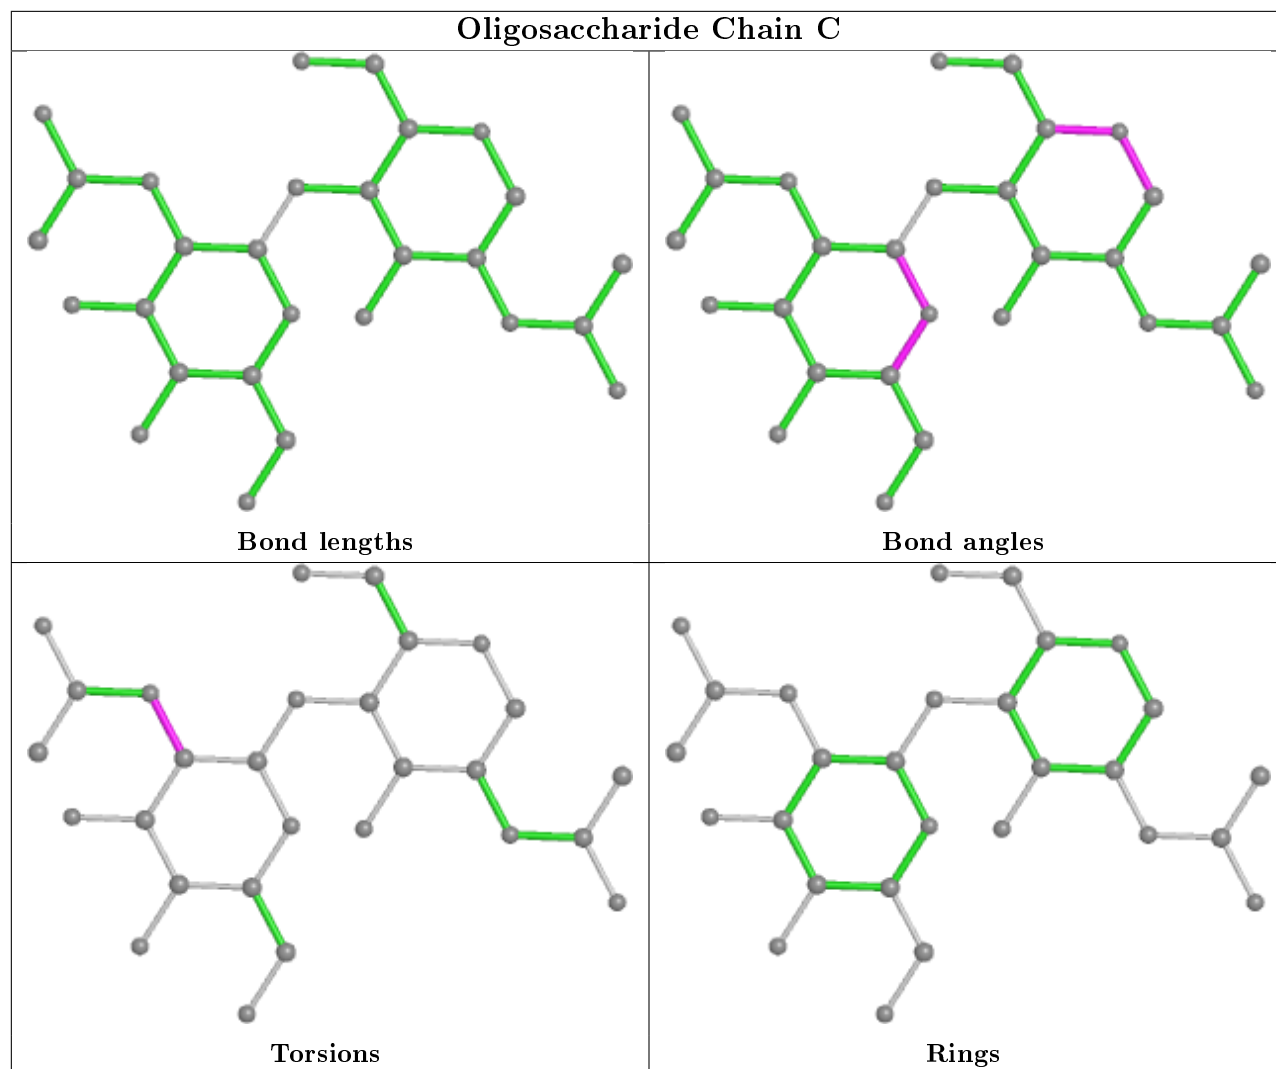 Oligosaccharide Chain C
Bond lengths
Bond angles
Torsions
Rings